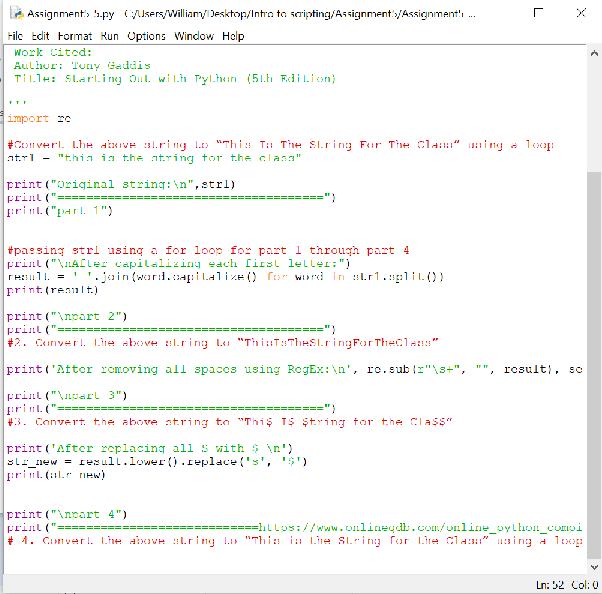 Assignment5_5.py - C:/Users/William/Desktop/Intro to scripting/Assignment5/Assignment5 ...
File Edit Format Run Options Window Help
Work Cited:
Author: Tony Gaddis
Title: Starting Out with Python (5th Edition)
'''
import re
#Convert the above string to “This Is The String For The Class” using a loop
str1 = "this is the string for the class"
print("Original string:\n",str1)
print("=====================================")
print("part 1")
#passing str1 using a for loop for part 1 through part 4
print("\nAfter capitalizing each first letter:")
result = ' '.join(word.capitalize() for word in str1.split())
print(result)
print("\npart 2")
print("=====================================")
#2. Convert the above string to “ThisIsTheStringForTheClass”
print('After removing all spaces using RegEx:\n', re.sub(r"\s+", "", result), se
print("\npart 3")
print("=====================================")
#3. Convert the above string to “Thi$ I$ $tring for the Cla$$”
print('After replacing all S with $ \n')
str_new = result.lower().replace('s', '$')
print(str_new)
print("\npart 4")
print("============================https://www.onlinegdb.com/online_python_compi
# 4. Convert the above string to “This is the String for the Class” using a loop
Ln: 52 Col: 0